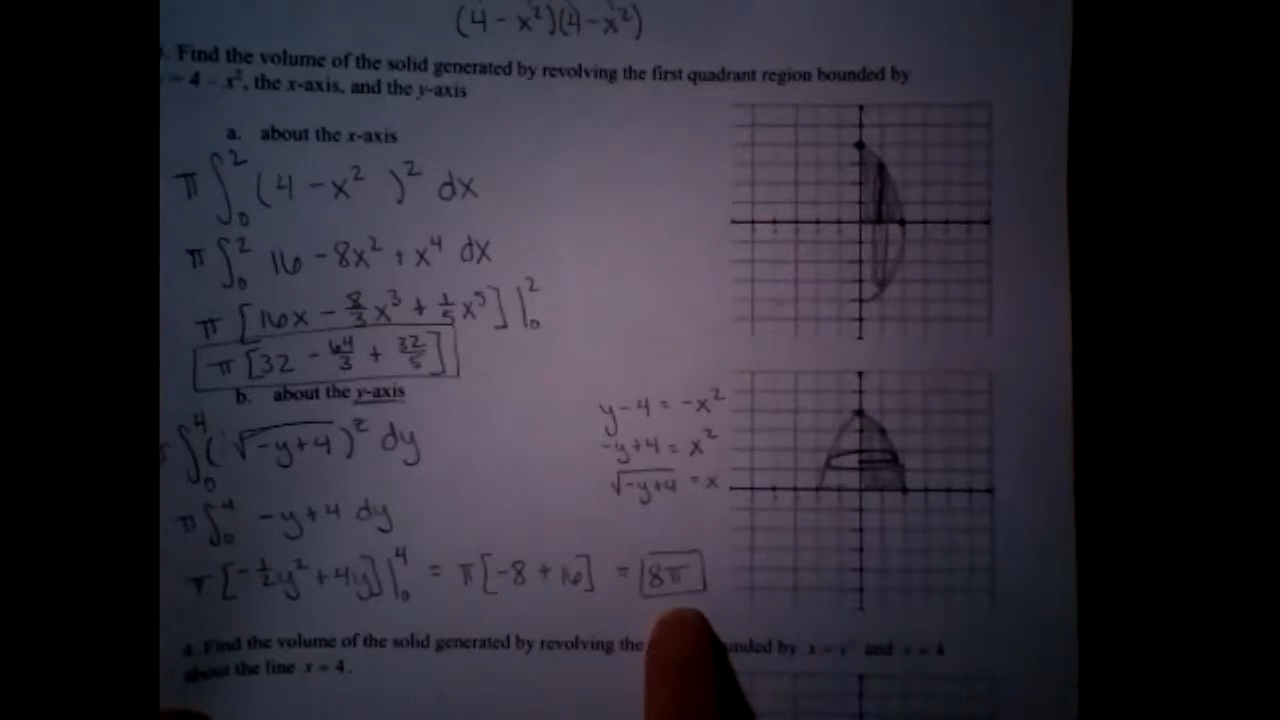 (4 - x²)(4 - x²)
Find the volume of the solid generated by revolving the first quadrant region bounded by
= 4 - x², the x-axis, and the y-axis
a. about the x-axis
π ∫₀² (4 - x²)² dx
π ∫₀² 16 - 8x² + x⁴ dx
π [16x - 8/3 x³ + 1/5 x⁵] |₀²
π [32 - 64/3 + 32/5]
b. about the y-axis
∫₀⁴ (√-y+4)² dy
y - 4 = -x²
-y+4 = x²
√-y+4 = x
π ∫₀⁴ -y+4 dy
π [-1/2y² + 4y] |₀⁴ = π [-8 + 16] = 8π
4. Find the volume of the solid generated by revolving the bounded by and
about the line x = 4.